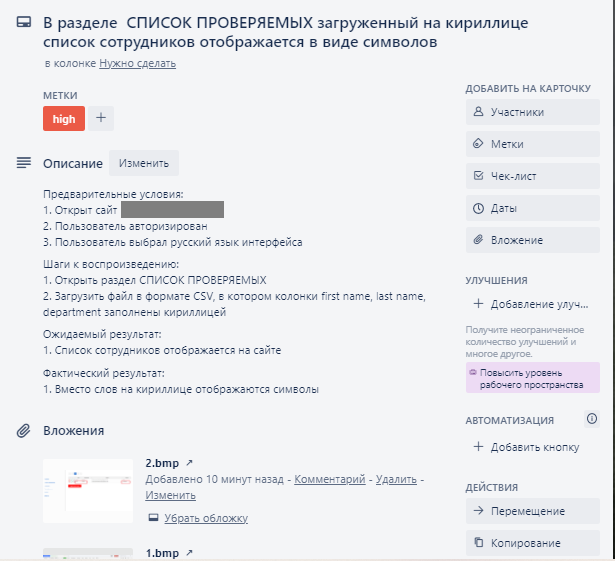 В разделе СПИСОК ПРОВЕРЯЕМЫХ загруженный на кириллице
список сотрудников отображается в виде символов
в колонке Нужно сделать
МЕТКИ
high
+
Описание
Изменить
Предварительные условия:
1. Открыт сайт
2. Пользователь авторизирован
3. Пользователь выбрал русский язык интерфейса
Шаги к воспроизведению:
1. Открыть раздел СПИСОК ПРОВЕРЯЕМЫХ
2. Загрузить файл в формате CSV, в котором колонки first name, last name,
department заполнены кириллицей
Ожидаемый результат:
1. Список сотрудников отображается на сайте
Фактический результат:
1. Вместо слов на кириллице отображаются символы
Вложения
2.bmp ↗
Добавлено 10 минут назад - Комментарий - Удалить -
Изменить
Убрать обложку
1.bmp ↗
ДОБАВИТЬ НА КАРТОЧКУ
Участники
Метки
Чек-лист
Даты
Вложение
УЛУЧШЕНИЯ
+ Добавление улуч...
Получите неограниченное
количество улучшений и
многое другое.
Повысить уровень
рабочего пространства
АВТОМАТИЗАЦИЯ
+ Добавить кнопку
ДЕЙСТВИЯ
→ Перемещение
Копирование